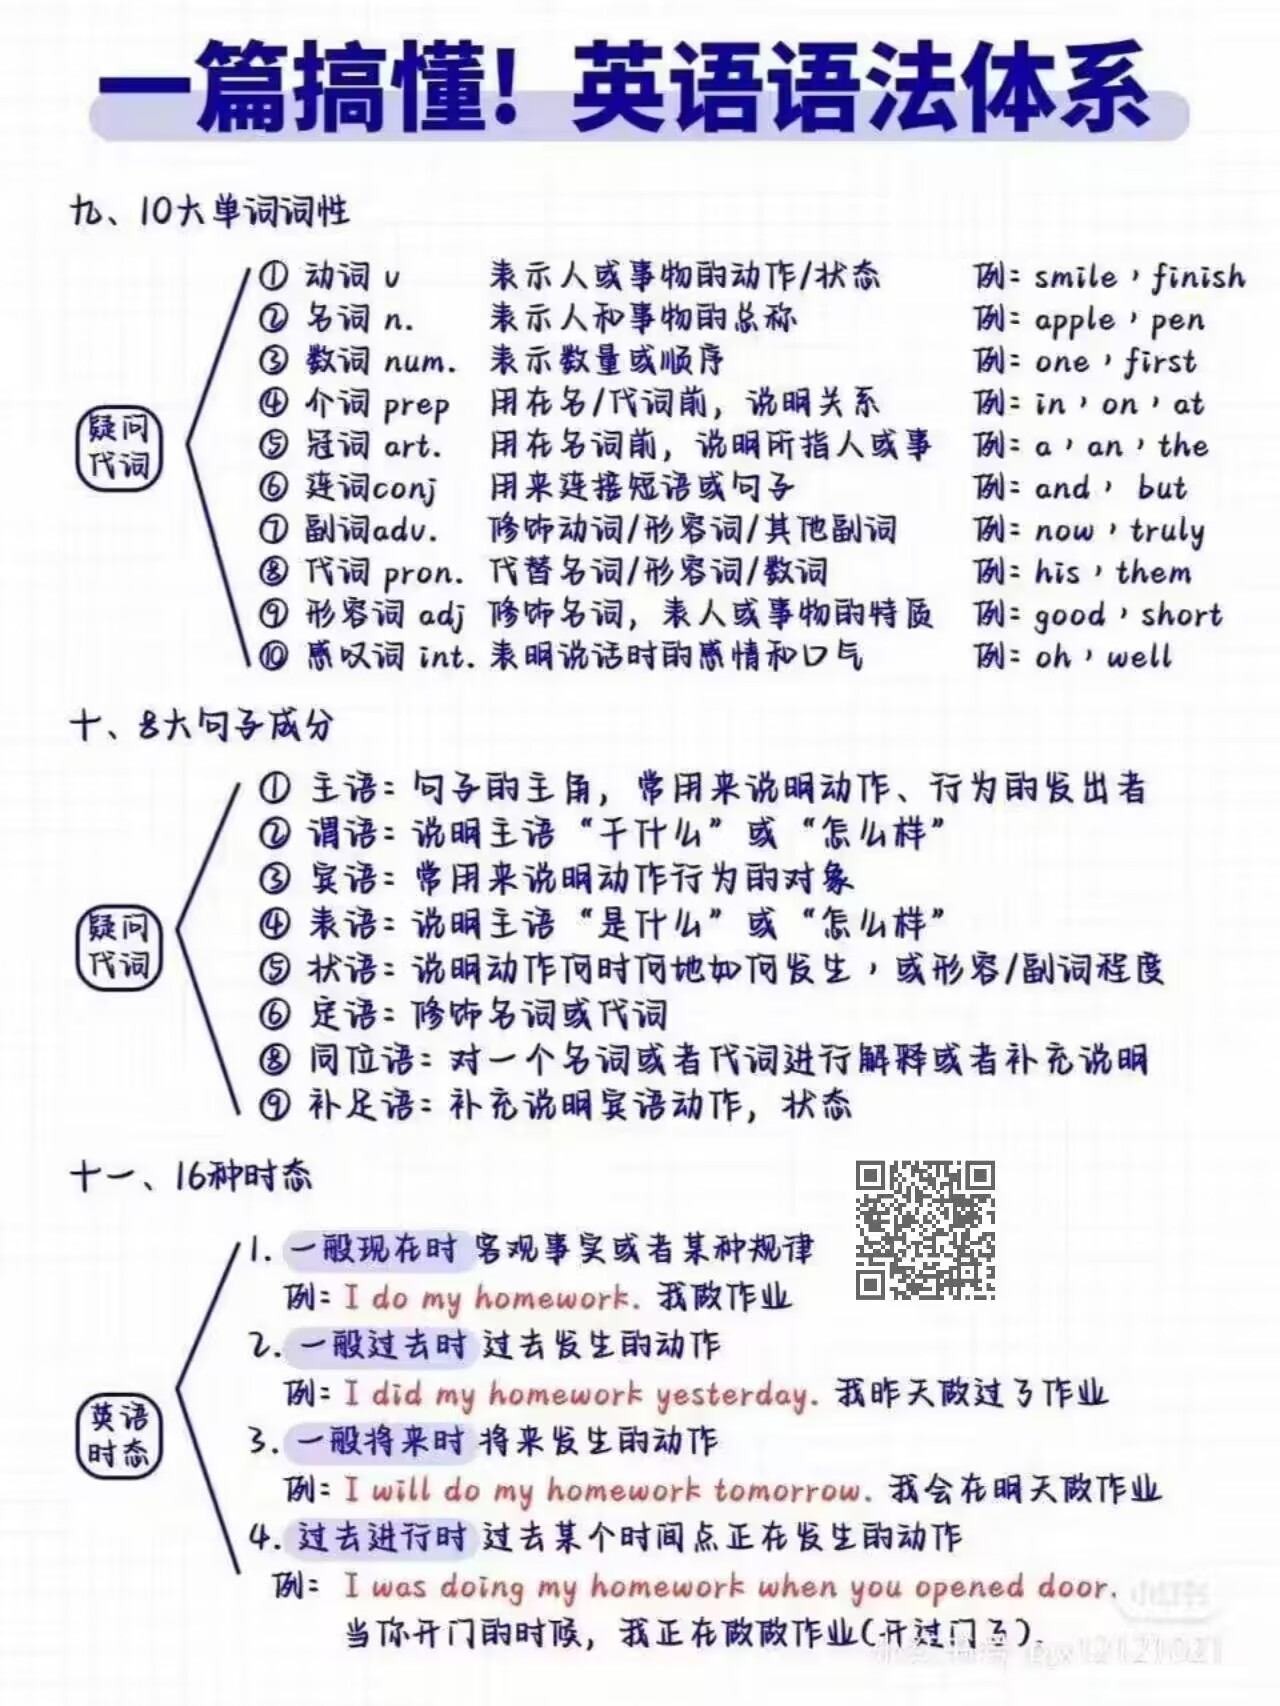 一篇搞懂！英语语法体系
九、10大单词词性
疑问
代词
① 动词 v 表示人或事物的动作/状态 例：smile，finish
② 名词 n. 表示人和事物的总称 例：apple，pen
③ 数词 num. 表示数量或顺序 例：one，first
④ 介词 prep 用在名/代词前，说明关系 例：in，on，at
⑤ 冠词 art. 用在名词前，说明所指人或事 例：a，an，the
⑥ 连词conj 用来连接短语或句子 例：and， but
⑦ 副词adv. 修饰动词/形容词/其他副词 例：now，truly
⑧ 代词 pron. 代替名词/形容词/数词 例：his，them
⑨ 形容词 adj 修饰名词，表人或事物的特质 例：good，short
⑩ 感叹词 int. 表明说话时的感情和口气 例：oh，well
十、8大句子成分
疑问
代词
① 主语：句子的主角，常用来说明动作、行为的发出者
② 谓语：说明主语“干什么”或“怎么样”
③ 宾语：常用来说明动作行为的对象
④ 表语：说明主语“是什么”或“怎么样”
⑤ 状语：说明动作何时何地如何发生，或形容/副词程度
⑥ 定语：修饰名词或代词
⑧ 同位语：对一个名词或者代词进行解释或者补充说明
⑨ 补足语：补充说明宾语动作，状态
十一、16种时态
英语
时态
1. 一般现在时 客观事实或者某种规律
例：I do my homework. 我做作业
2. 一般过去时 过去发生的动作
例：I did my homework yesterday. 我昨天做过了作业
3. 一般将来时 将来发生的动作
例：I will do my homework tomorrow. 我会在明天做作业
4. 过去进行时 过去某个时间点正在发生的动作
例： I was doing my homework when you opened door.
当你开门的时候，我正在做做作业(开过门了).
小红书